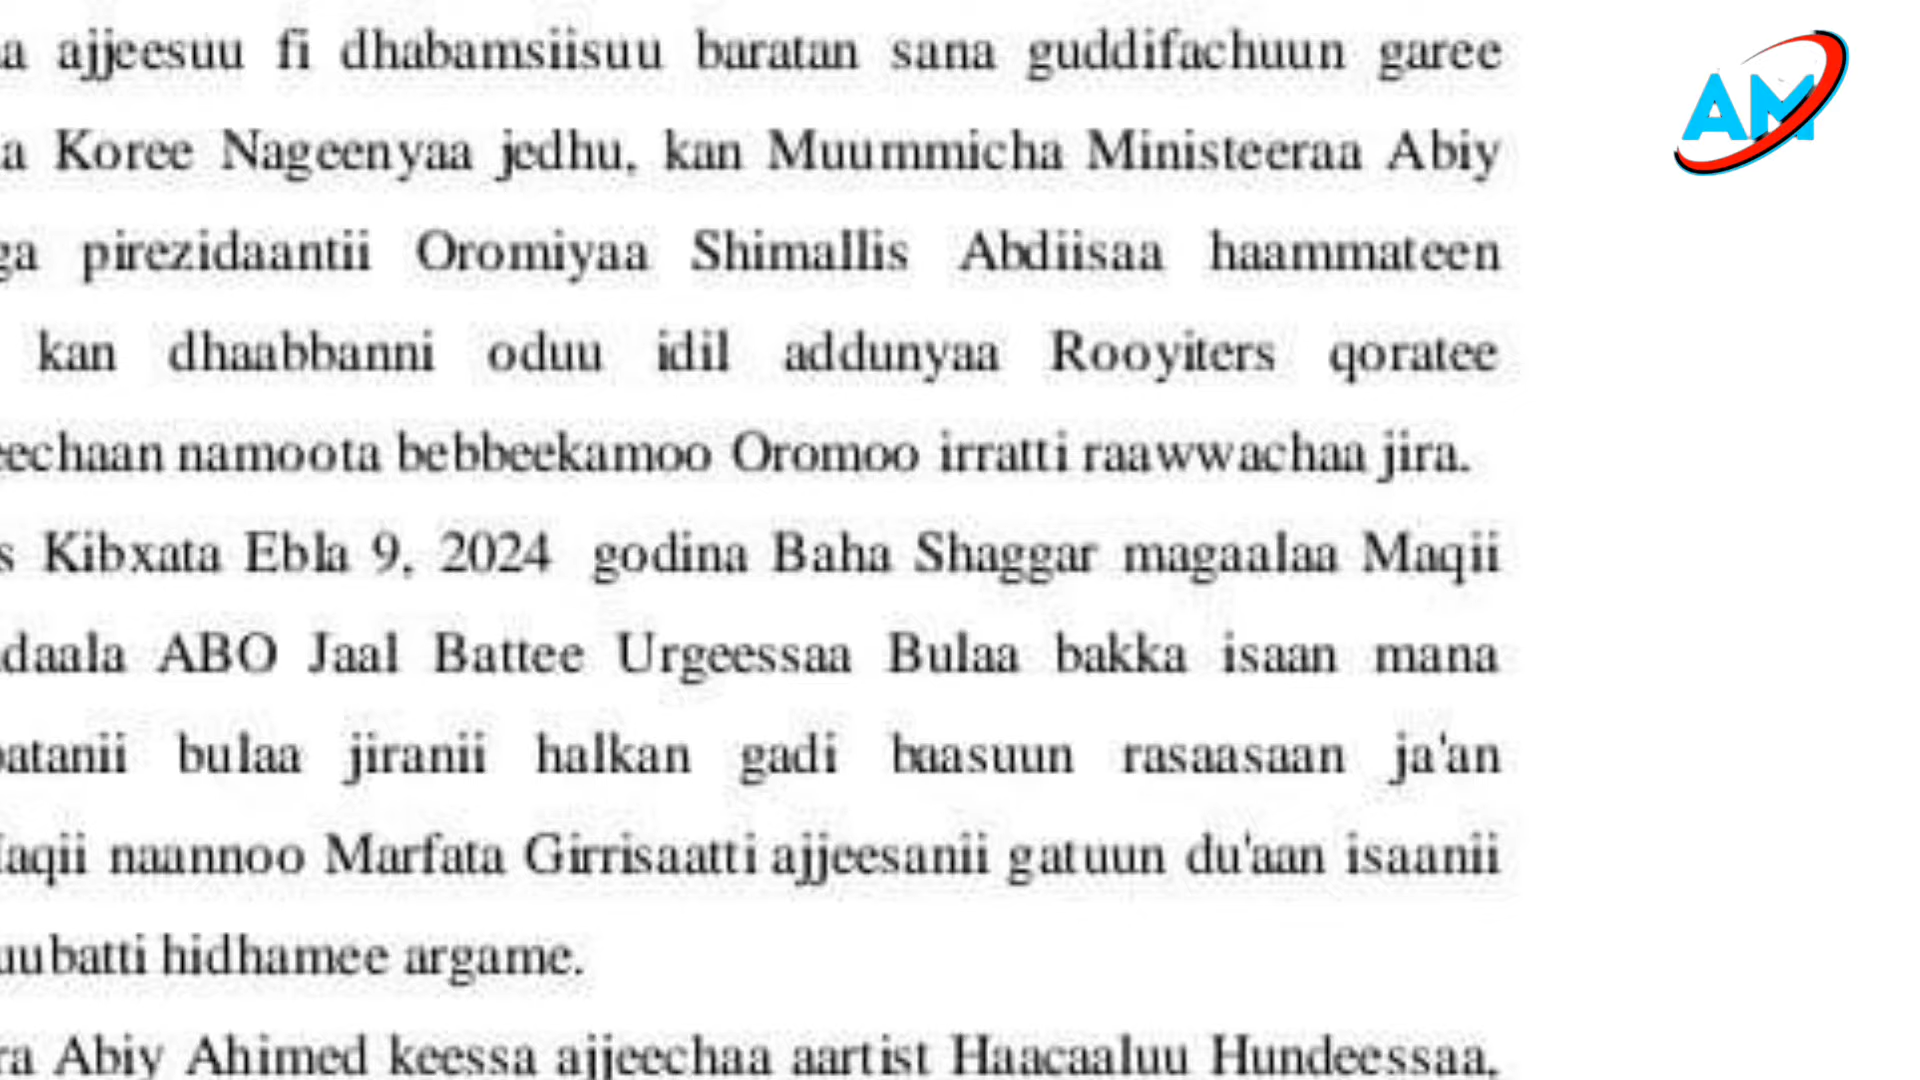 ajjeesuu fi dhabamsiisuu baratan sana guddifachuun garee
AM
Koree Nageenyaa jedhu, kan Muummicha Ministeeraa Abiy
pirezidaantii Oromiyaa Shimallis Abdiisaa haammateen
kan dhaabbanni oduu idil addunyaa Rooyiters qoratee
eechaan namoota bebbeekamoo Oromoo irratti raawwachaa jira.
s Kibxata Ebla 9, 2024 godina Baha Shaggar magaalaa Maqii
daala ABO Jaal Battee Urgeessaa Bulaa bakka isaan mana
atanii bulaa jiranii halkan gadi baasuun rasaasaan ja'an
aqii naannoo Marfata Girrisaatti ajjeesanii gatuun du'aan isaanii
uubatti hidhamee argame.
ra Abiy Ahimed keessa ajjeechaa aartist Haacaaluu Hundeessaa,